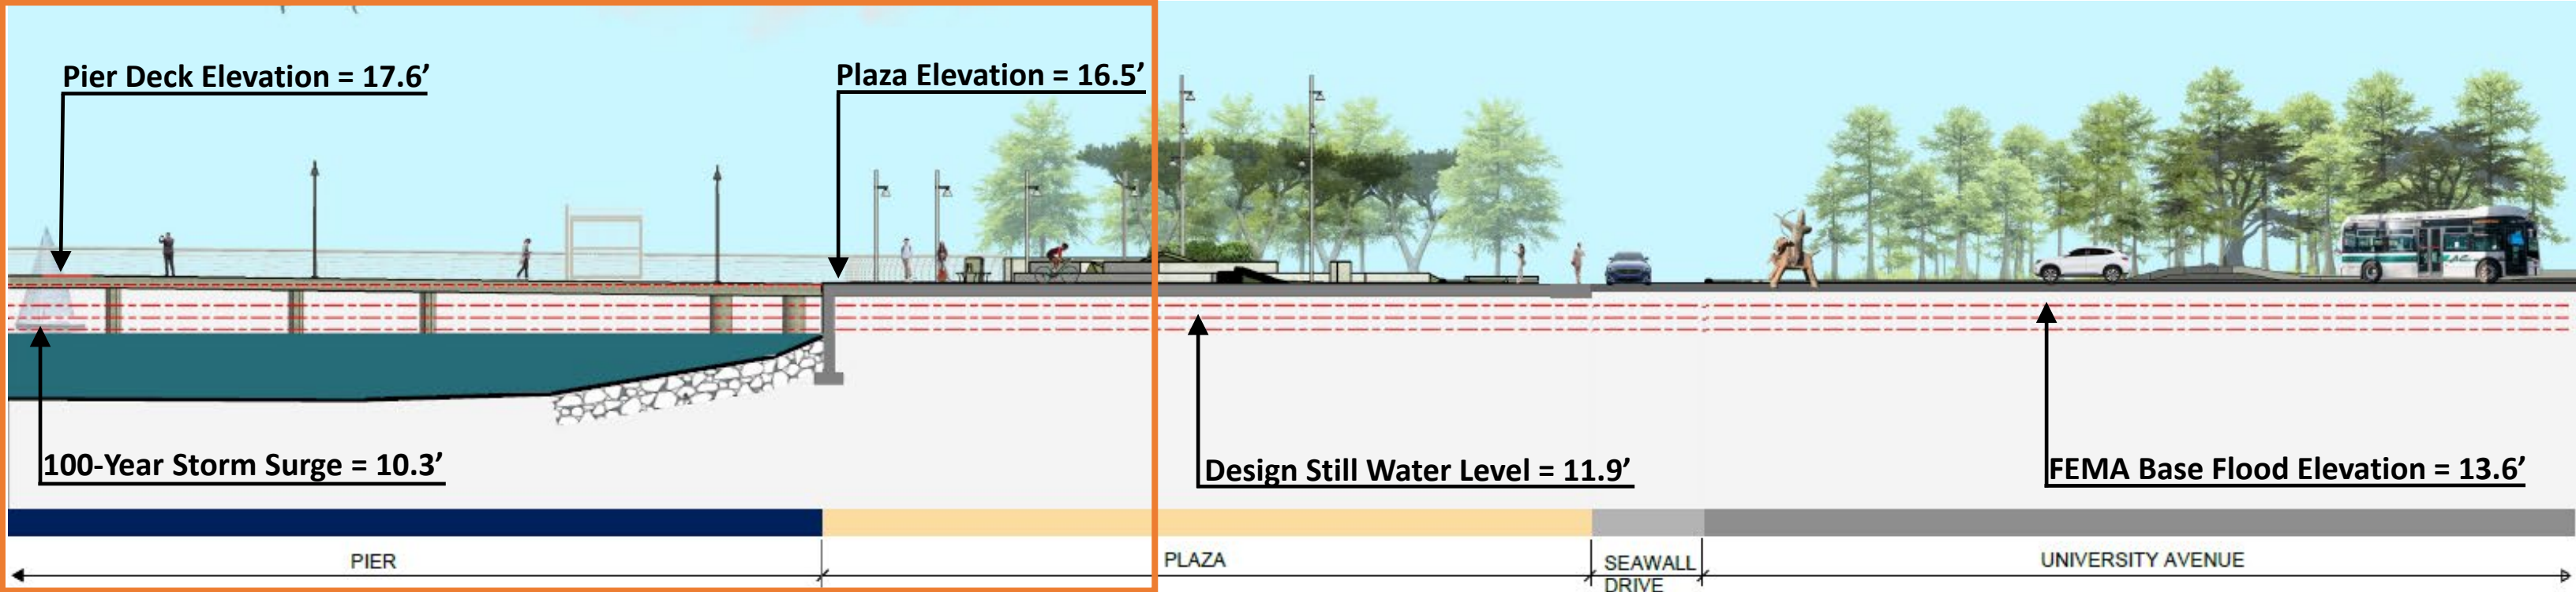 Pier Deck Elevation = 17.6’
Plaza Elevation = 16.5’
100-Year Storm Surge = 10.3’
Design Still Water Level = 11.9’
FEMA Base Flood Elevation = 13.6’
PIER
PLAZA
SEAWALL
DRIVE
UNIVERSITY AVENUE